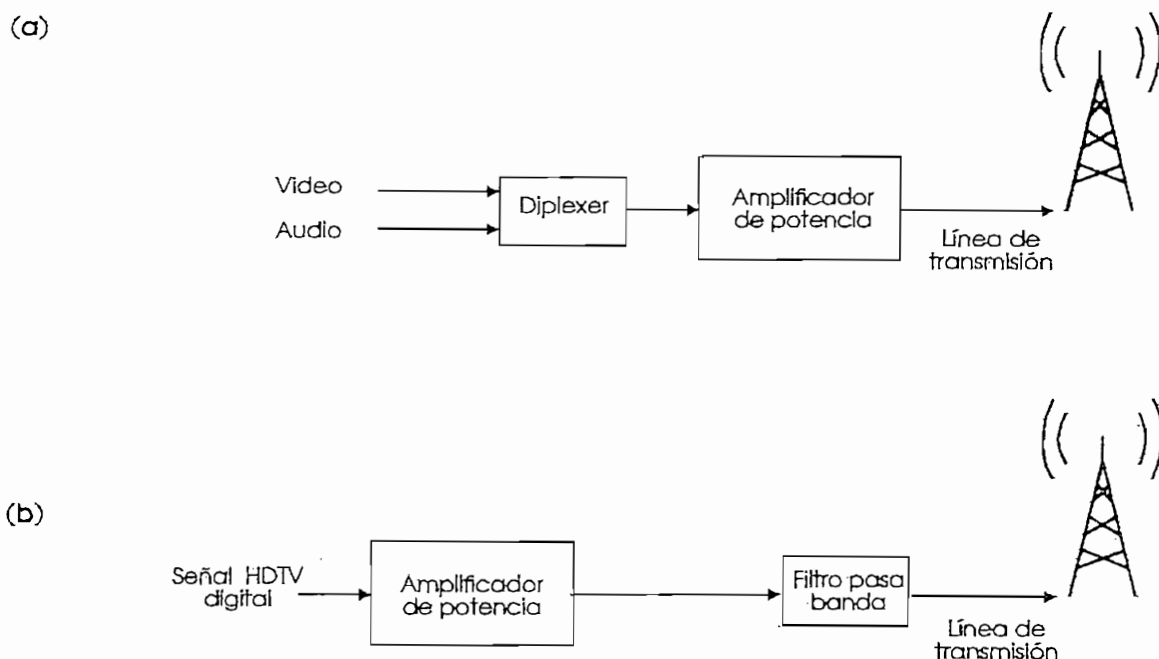 (a)
Video
Audio
Diplexer
Amplificador
de potencia
Línea de
transmisión
(b)
Señal HDTV
digital
Amplificador
de potencia
Filtro pasa
banda
Línea de
transmisión